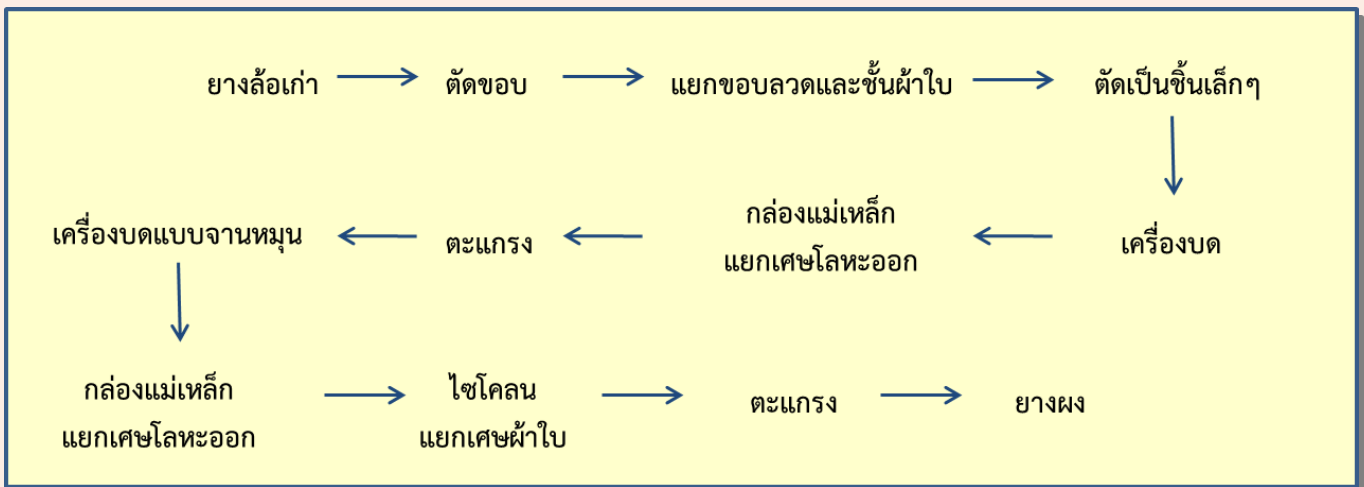 ยางล้อเก่า
ตัดขอบ
แยกขอบลวดและชั้นผ้าใบ
ตัดเป็นชิ้นเล็กๆ
เครื่องบด
กล่องแม่เหล็ก
แยกเศษโลหะออก
ตะแกรง
เครื่องบดแบบจานหมุน
กล่องแม่เหล็ก
แยกเศษโลหะออก
ไซโคลน
แยกเศษผ้าใบ
ตะแกรง
ยางผง